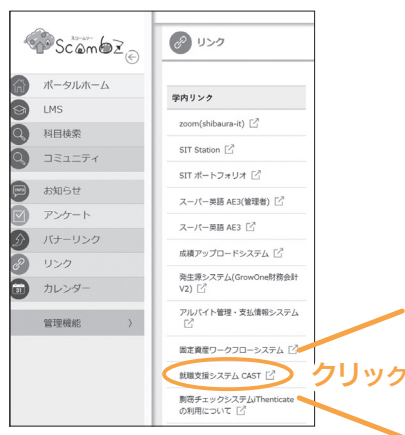 スコームツー
ScombZ
ポータルホーム
LMS
科目検索
コミュニティ
お知らせ
アンケート
バナーリンク
リンク
カレンダー
管理機能
リンク
学内リンク
zoom(shibaura-it)
SIT Station
SIT ポートフォリオ
スーパー英語 AE3(管理者)
スーパー英語 AE3
成績アップロードシステム
発生源システム(GrowOne財務会計
V2)
アルバイト管理・支払情報システム
固定資産ワークフローシステム
就職支援システム CAST
剽窃チェックシステムiThenticate
の利用について
クリック